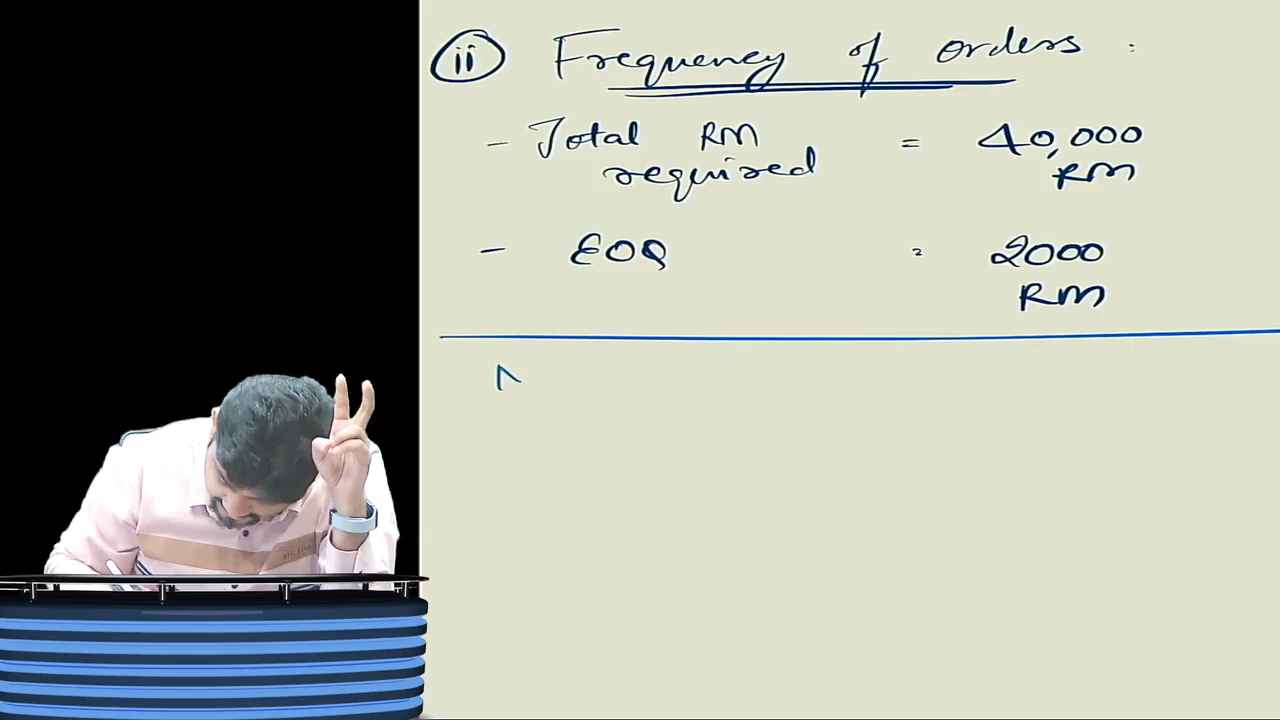 ii Frequency of orders :
- Total RM required = 40,000 RM
- EOQ = 2000 RM
N